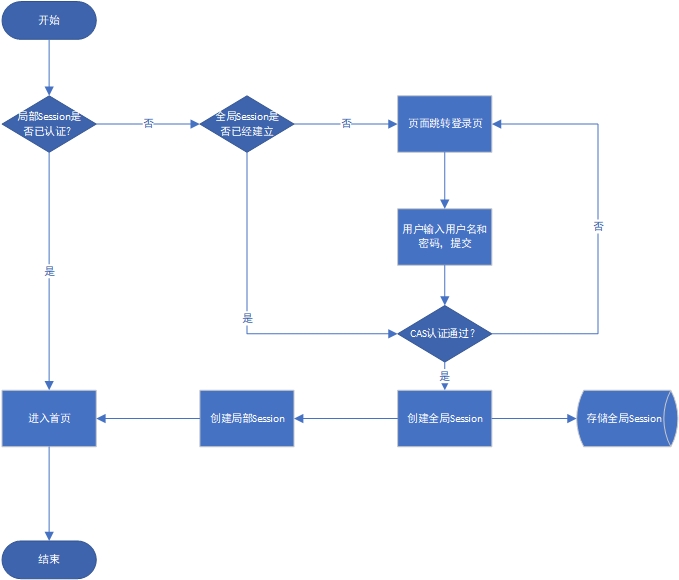 开始
局部Session是
否已认证？
否
全局Session是
否已经建立
否
页面跳转登录页
用户输入用户名和
密码，提交
否
是
是
CAS认证通过？
是
进入首页
创建局部Session
创建全局Session
存储全局Session
结束